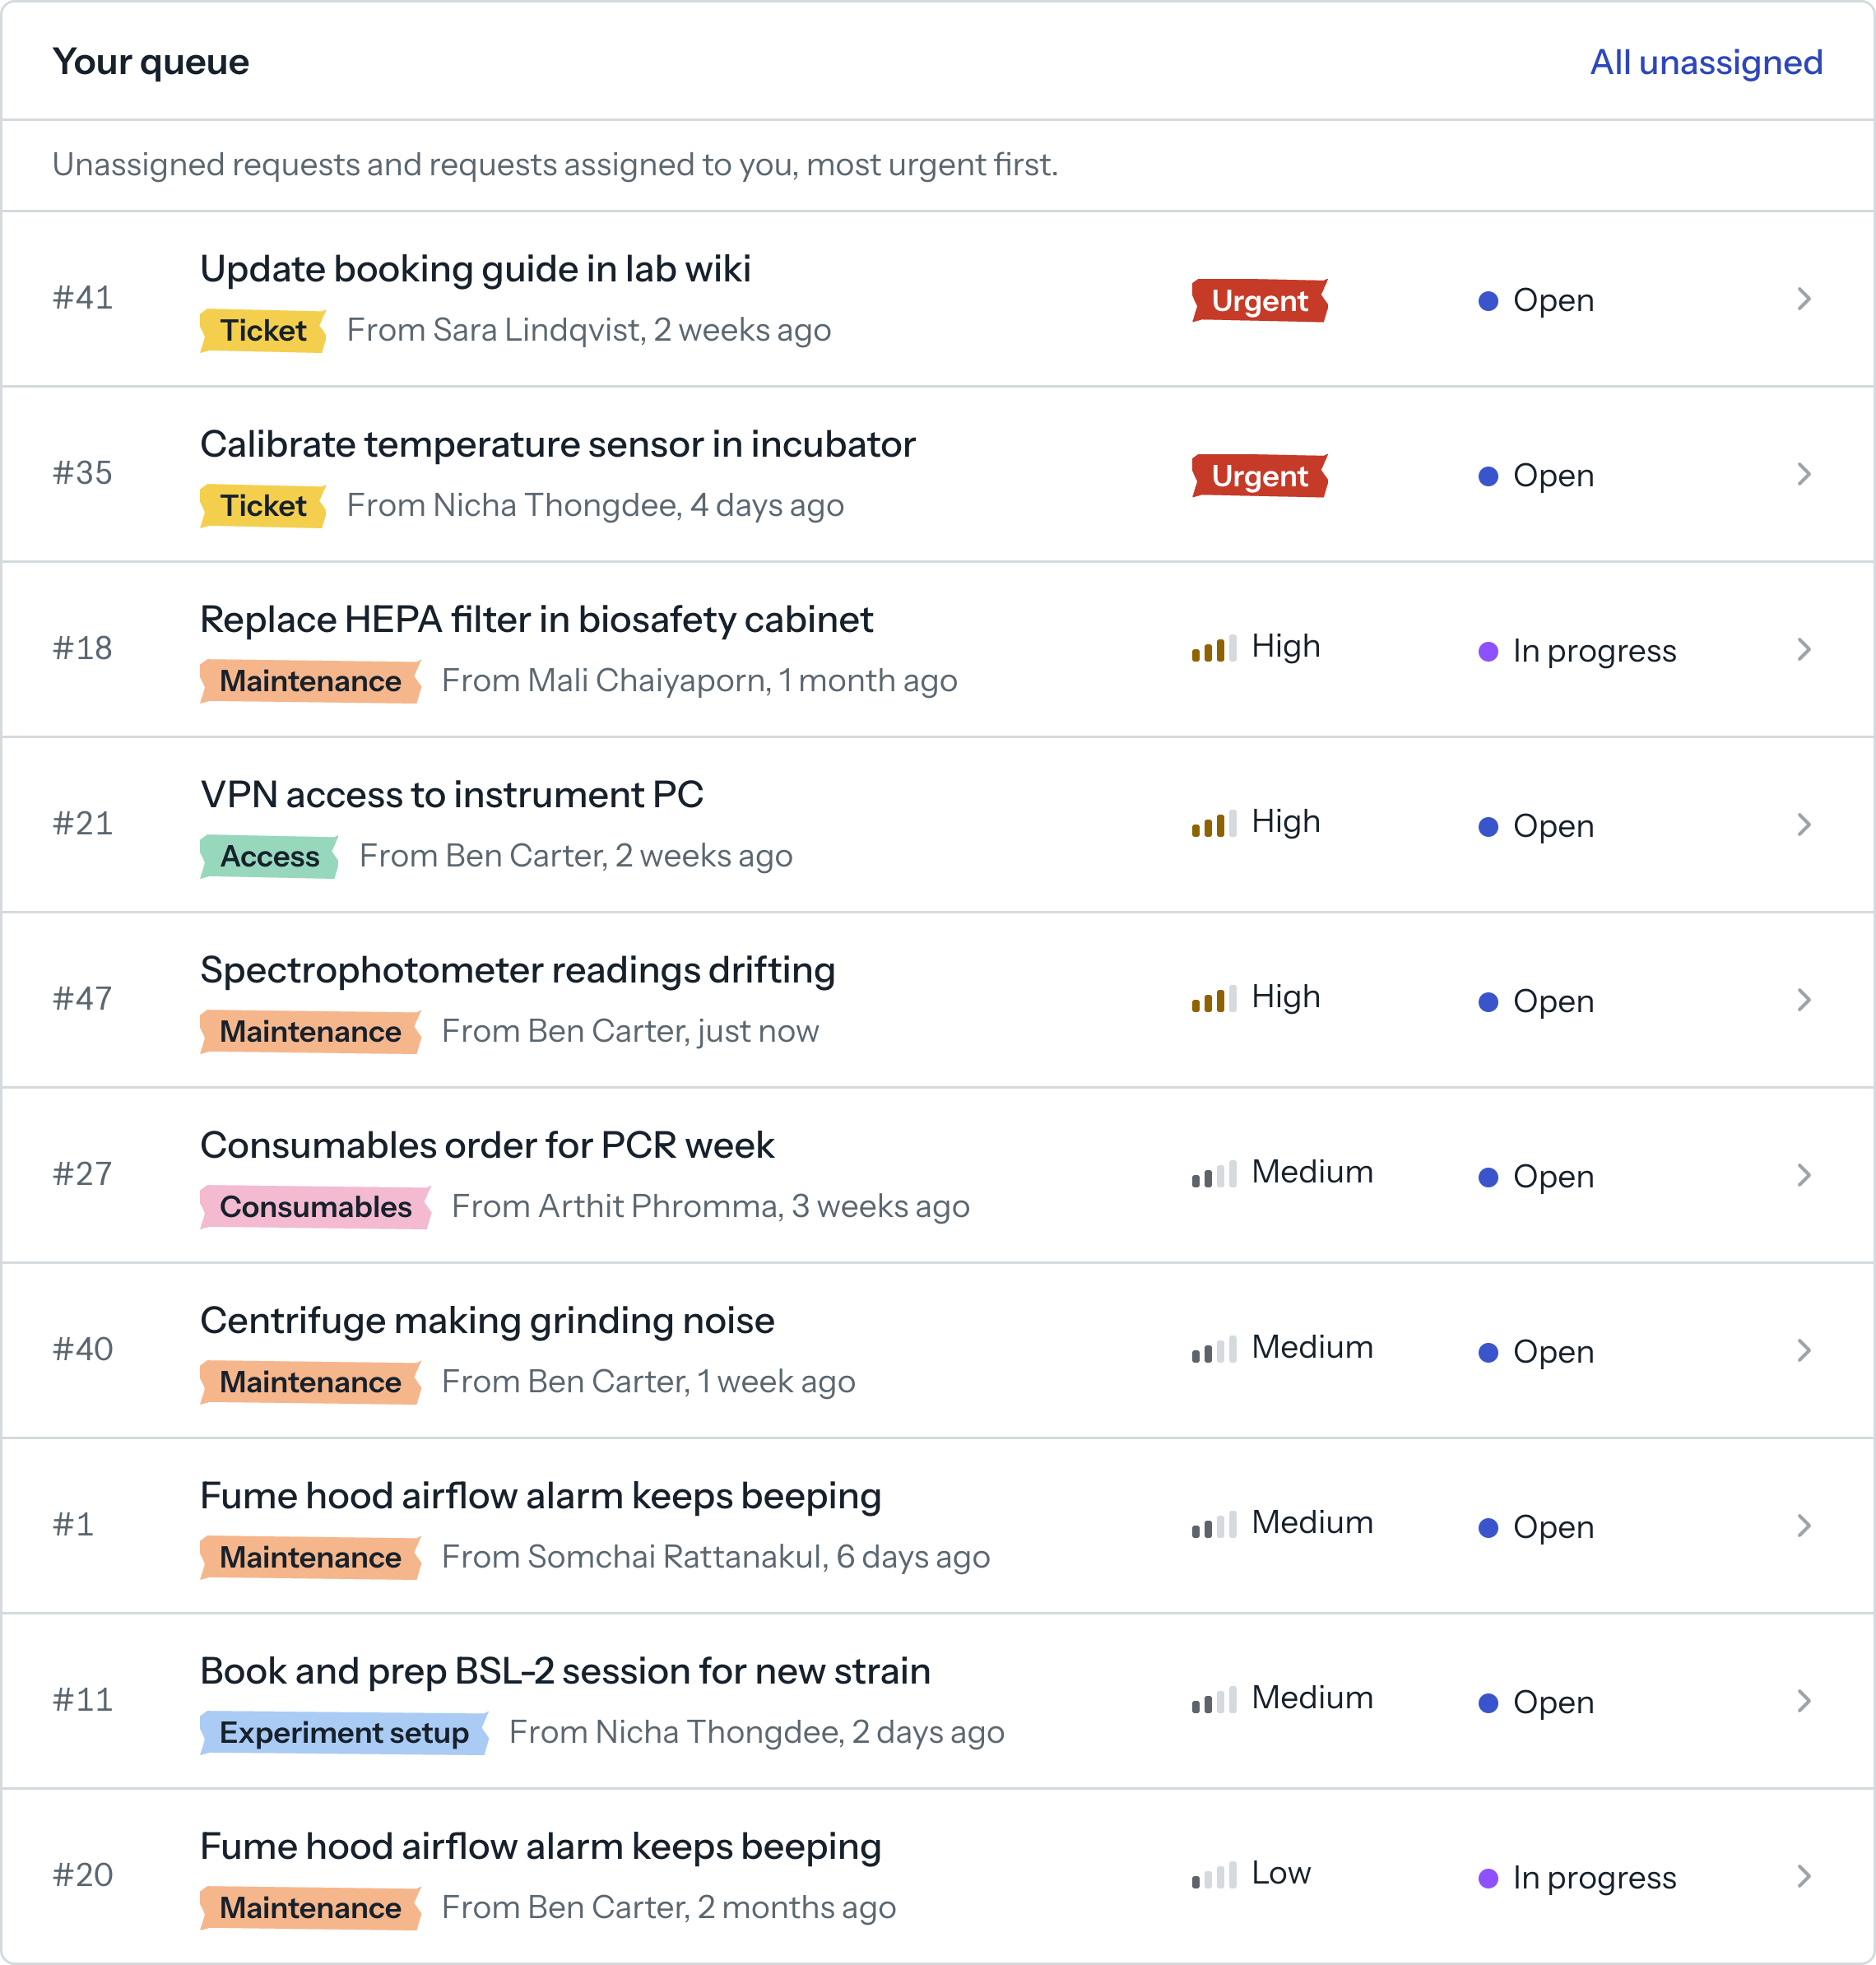 Your queue
All unassigned
Unassigned requests and requests assigned to you, most urgent first.
#41
Update booking guide in lab wiki
Ticket From Sara Lindqvist, 2 weeks ago
Urgent
Open
#35
Calibrate temperature sensor in incubator
Ticket From Nicha Thongdee, 4 days ago
Urgent
Open
#18
Replace HEPA filter in biosafety cabinet
Maintenance From Mali Chaiyaporn, 1 month ago
High
In progress
#21
VPN access to instrument PC
Access From Ben Carter, 2 weeks ago
High
Open
#47
Spectrophotometer readings drifting
Maintenance From Ben Carter, just now
High
Open
#27
Consumables order for PCR week
Consumables From Arthit Phromma, 3 weeks ago
Medium
Open
#40
Centrifuge making grinding noise
Maintenance From Ben Carter, 1 week ago
Medium
Open
#1
Fume hood airflow alarm keeps beeping
Maintenance From Somchai Rattanakul, 6 days ago
Medium
Open
#11
Book and prep BSL-2 session for new strain
Experiment setup From Nicha Thongdee, 2 days ago
Medium
Open
#20
Fume hood airflow alarm keeps beeping
Maintenance From Ben Carter, 2 months ago
Low
In progress